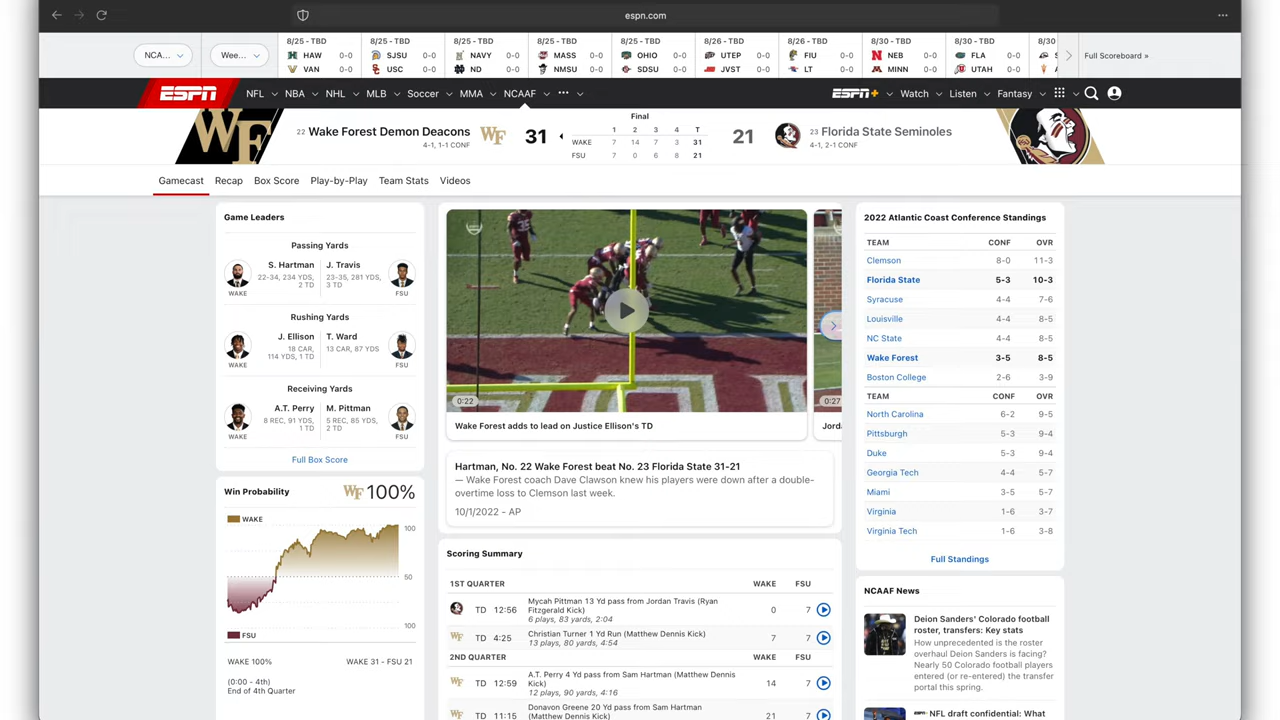 espn.com
NCA...
Wee...
8/25 - TBD
HAW 0-0
VAN 0-0
8/25 - TBD
SJSU 0-0
USC 0-0
8/25 - TBD
NAVY 0-0
ND 0-0
8/25 - TBD
MASS 0-0
NMSU 0-0
8/25 - TBD
OHIO 0-0
SDSU 0-0
8/26 - TBD
UTEP 0-0
JVST 0-0
8/26 - TBD
FIU 0-0
LT 0-0
8/30 - TBD
NEB 0-0
MINN 0-0
8/30 - TBD
FLA 0-0
UTAH 0-0
8/30
Full Scoreboard »
ESPN NFL NBA NHL MLB Soccer MMA NCAAF ••• ESPN+ Watch Listen Fantasy
WF
22 Wake Forest Demon Deacons WF 31
4-1, 1-1 CONF
Final
1 2 3 4 T
WAKE 7 14 7 3 31
FSU 7 0 6 8 21
21 23 Florida State Seminoles
4-1, 2-1 CONF
Gamecast Recap Box Score Play-by-Play Team Stats Videos
Game Leaders
Passing Yards
S. Hartman J. Travis
22-34, 234 YDS, 2 TD
23-35, 281 YDS, 3 TD
WAKE FSU
Rushing Yards
J. Ellison T. Ward
18 CAR, 114 YDS, 1 TD
13 CAR, 87 YDS
WAKE FSU
Receiving Yards
A.T. Perry M. Pittman
8 REC, 91 YDS, 1 TD
5 REC, 85 YDS, 2 TD
WAKE FSU
Full Box Score
Win Probability WF 100%
WAKE
100
50
100
FSU
WAKE 100% WAKE 31 - FSU 21
(0:00 - 4th)
End of 4th Quarter
0:22
0:27
Wake Forest adds to lead on Justice Ellison's TD
Jord
Hartman, No. 22 Wake Forest beat No. 23 Florida State 31-21
— Wake Forest coach Dave Clawson knew his players were down after a double-
overtime loss to Clemson last week.
10/1/2022 - AP
Scoring Summary
1ST QUARTER WAKE FSU
TD 12:56 Mycah Pittman 13 Yd pass from Jordan Travis (Ryan 0 7
Fitzgerald Kick)
6 plays, 83 yards, 2:04
WF TD 4:25 Christian Turner 1 Yd Run (Matthew Dennis Kick) 7 7
13 plays, 80 yards, 4:54
2ND QUARTER WAKE FSU
WF TD 12:59 A.T. Perry 4 Yd pass from Sam Hartman (Matthew Dennis 14 7
Kick)
12 plays, 90 yards, 4:16
WF TD 11:15 Donavon Greene 20 Yd pass from Sam Hartman 21 7
(Matthew Dennis Kick)
2022 Atlantic Coast Conference Standings
TEAM CONF OVR
Clemson 8-0 11-3
Florida State 5-3 10-3
Syracuse 4-4 7-6
Louisville 4-4 8-5
NC State 4-4 8-5
Wake Forest 3-5 8-5
Boston College 2-6 3-9
TEAM CONF OVR
North Carolina 6-2 9-5
Pittsburgh 5-3 9-4
Duke 5-3 9-4
Georgia Tech 4-4 5-7
Miami 3-5 5-7
Virginia 1-6 3-7
Virginia Tech 1-6 3-8
Full Standings
NCAAF News
Deion Sanders' Colorado football
roster, transfers: Key stats
How unprecedented is the roster
overhaul Deion Sanders is facing?
Nearly 50 Colorado football players
entered (or re-entered) the transfer
portal this spring.
ESPN+ NFL draft confidential: What